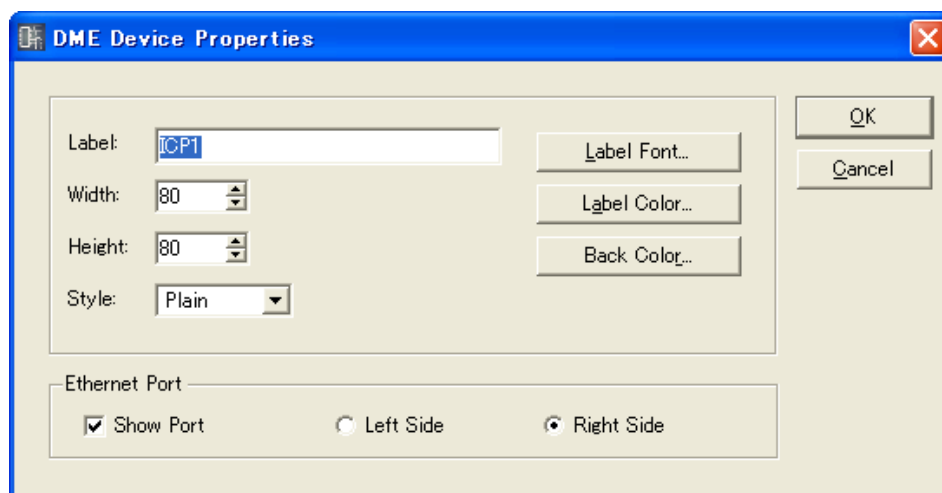 DME Device Properties
Label: ICP1 Label Font... OK
Width: 80 Label Color... Cancel
Height: 80 Back Color...
Style: Plain
Ethernet Port
Show Port Left Side Right Side